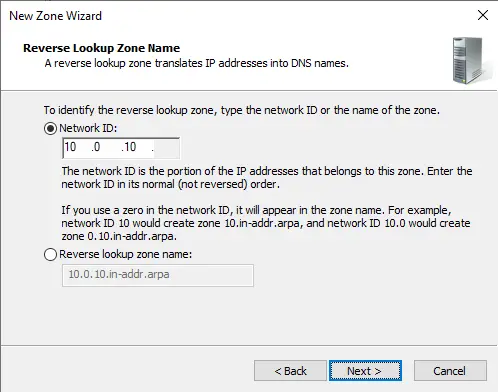 New Zone Wizard
Reverse Lookup Zone Name
A reverse lookup zone translates IP addresses into DNS names.
To identify the reverse lookup zone, type the network ID or the name of the zone.
Network ID:
10 .0 .10 .
The network ID is the portion of the IP addresses that belongs to this zone. Enter the
network ID in its normal (not reversed) order.
If you use a zero in the network ID, it will appear in the zone name. For example,
network ID 10 would create zone 10.in-addr.arpa, and network ID 10.0 would create
zone 0.10.in-addr.arpa.
Reverse lookup zone name:
10.0.10.in-addr.arpa
< Back Next > Cancel